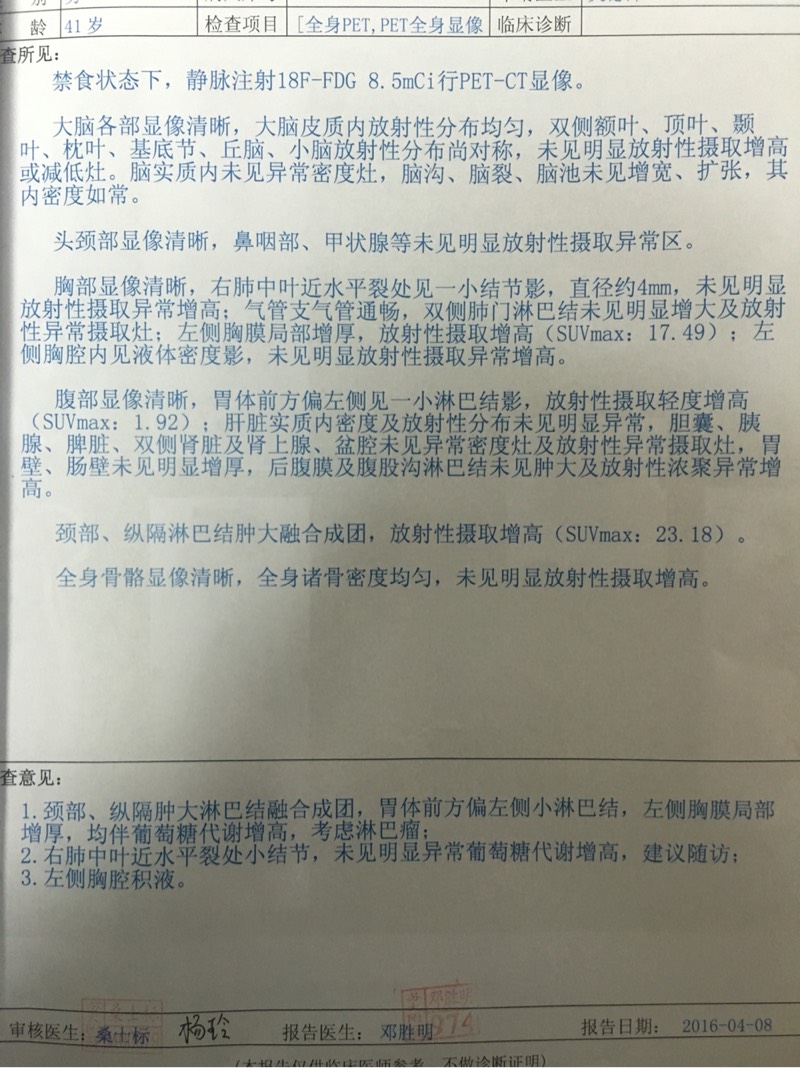 龄 41岁 检查项目 [全身PET,PET全身显像 临床诊断
查所见：
禁食状态下，静脉注射18F-FDG 8.5mCi行PET-CT显像。
大脑各部显像清晰，大脑皮质内放射性分布均匀，双侧额叶、顶叶、颞
叶、枕叶、基底节、丘脑、小脑放射性分布尚对称，未见明显放射性摄取增高
或减低灶。脑实质内未见异常密度灶，脑沟、脑裂、脑池未见增宽、扩张，其
内密度如常。
头颈部显像清晰，鼻咽部、甲状腺等未见明显放射性摄取异常区。
胸部显像清晰，右肺中叶近水平裂处见一小结节影，直径约4mm，未见明显
放射性摄取异常增高；气管支气管通畅，双侧肺门淋巴结未见明显增大及放射
性异常摄取灶；左侧胸膜局部增厚，放射性摄取增高（SUVmax：17.49）；左
侧胸腔内见液体密度影，未见明显放射性摄取异常增高。
腹部显像清晰，胃体前方偏左侧见一小淋巴结影，放射性摄取轻度增高
（SUVmax：1.92）；肝脏实质内密度及放射性分布未见明显异常，胆囊、胰
腺、脾脏、双侧肾脏及肾上腺、盆腔未见异常密度灶及放射性异常摄取灶，胃
壁、肠壁未见明显增厚，后腹膜及腹股沟淋巴结未见肿大及放射性浓聚异常增
高。
颈部、纵隔淋巴结肿大融合成团，放射性摄取增高（SUVmax：23.18）。
全身骨骼显像清晰，全身诸骨密度均匀，未见明显放射性摄取增高。
查意见：
1.颈部、纵隔肿大淋巴结融合成团，胃体前方偏左侧小淋巴结，左侧胸膜局部
增厚，均伴葡萄糖代谢增高，考虑淋巴瘤；
2.右肺中叶近水平裂处小结节，未见明显异常葡萄糖代谢增高，建议随访；
3.左侧胸腔积液。
审核医生：桑士标 杨玲 报告医生：邓胜明 报告日期：2016-04-08
(本报告仅供临床医师参考，不做诊断证明)